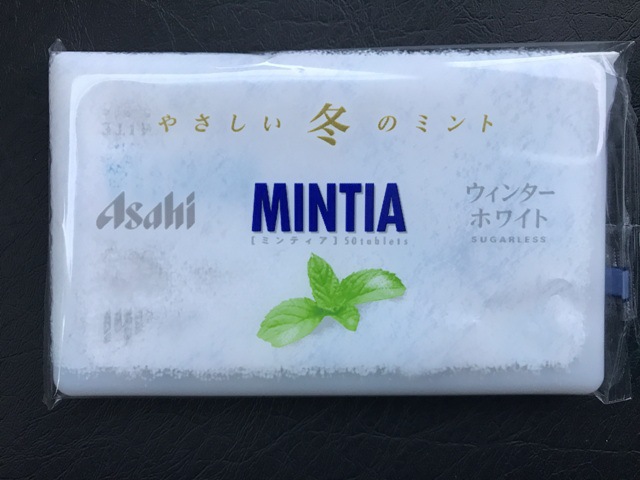 やさしい冬のミント
Asahi
MINTIA
[ミンティア] 50tablets
ウィンター
ホワイト
SUGARLESS